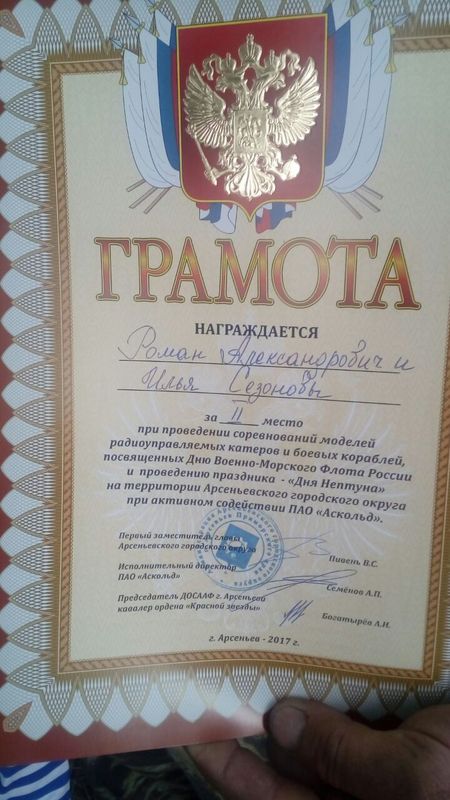 ГРАМОТА
НАГРАЖДАЕТСЯ
Роман Александрович и
Илья Сезоновы
за II место
при проведении соревнований моделей
радиоуправляемых катеров и боевых кораблей,
посвященных Дню Военно-Морского Флота России
и проведению праздника - «Дня Нептуна»
на территории Арсеньевского городского округа
при активном содействии ПАО «Аскольд».
Первый заместитель главы
Арсеньевского городского округа
Пивень В.С.
Исполнительный директор
ПАО «Аскольд»
Семёнов А.П.
Председатель ДОСААФ г. Арсеньев
кавалер ордена «Красной звезды»
Богатырёв А.И.
г. Арсеньев - 2017 г.